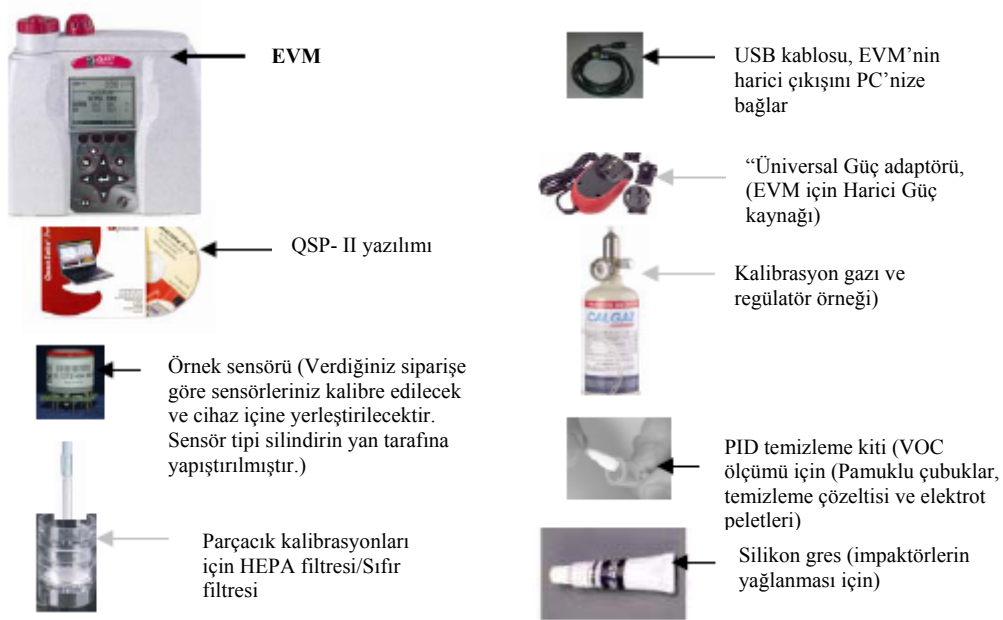 EVM
QSP- II yazılımı
Örnek sensörü (Verdiğiniz siparişe
göre sensörleriniz kalibre edilecek
ve cihaz içine yerleştirilecektir.
Sensör tipi silindirin yan tarafına
yapıştırılmıştır.)
Parçacık kalibrasyonları
için HEPA filtresi/Sıfır
filtresi
USB kablosu, EVM’nin
harici çıkışını PC’nize
bağlar
“Üniversal Güç adaptörü,
(EVM için Harici Güç
kaynağı)
CALGAZ
Kalibrasyon gazı ve
regülatör örneği)
PID temizleme kiti (VOC
ölçümü için (Pamuklu çubuklar,
temizleme çözeltisi ve elektrot
peletleri)
Silikon gres (impaktörlerin
yağlanması için)